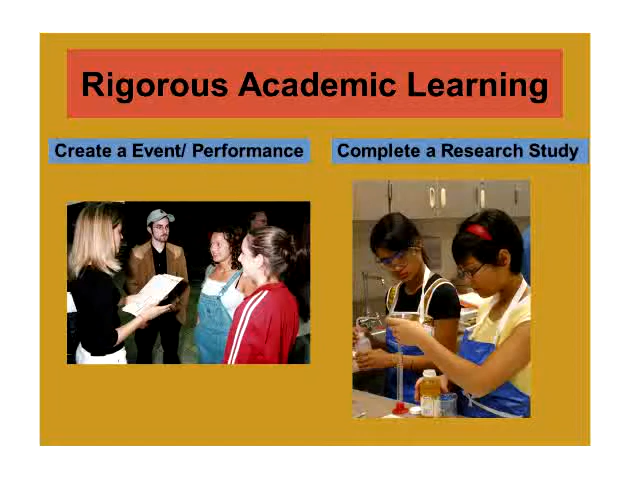 Rigorous Academic Learning
Create a Event/ Performance
Complete a Research Study